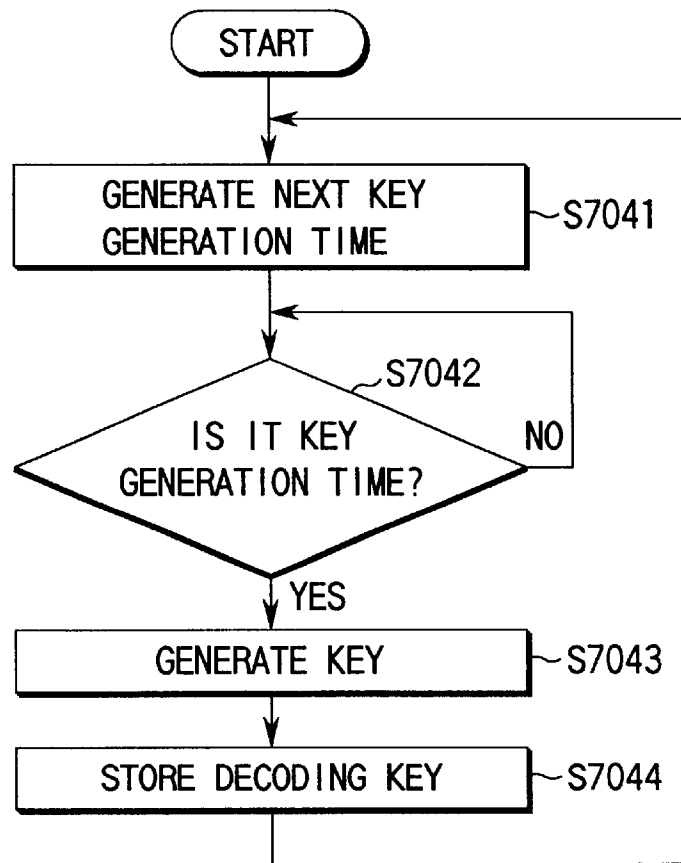 START
GENERATE NEXT KEY
GENERATION TIME
S7041
S7042
IS IT KEY
GENERATION TIME?
NO
YES
GENERATE KEY
S7043
STORE DECODING KEY
S7044